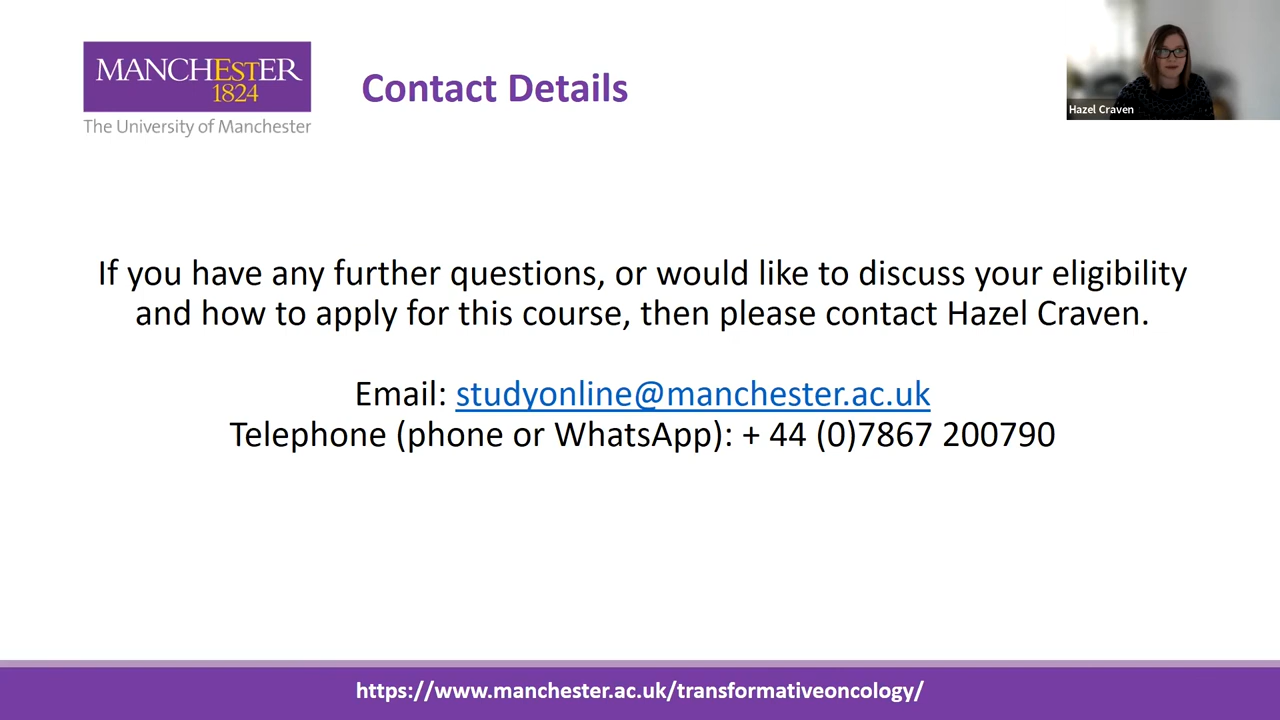 MANCHESTER
1824
The University of Manchester
Contact Details
Hazel Craven
If you have any further questions, or would like to discuss your eligibility
and how to apply for this course, then please contact Hazel Craven.
Email: studyonline@manchester.ac.uk
Telephone (phone or WhatsApp): + 44 (0)7867 200790
https://www.manchester.ac.uk/transformativeoncology/